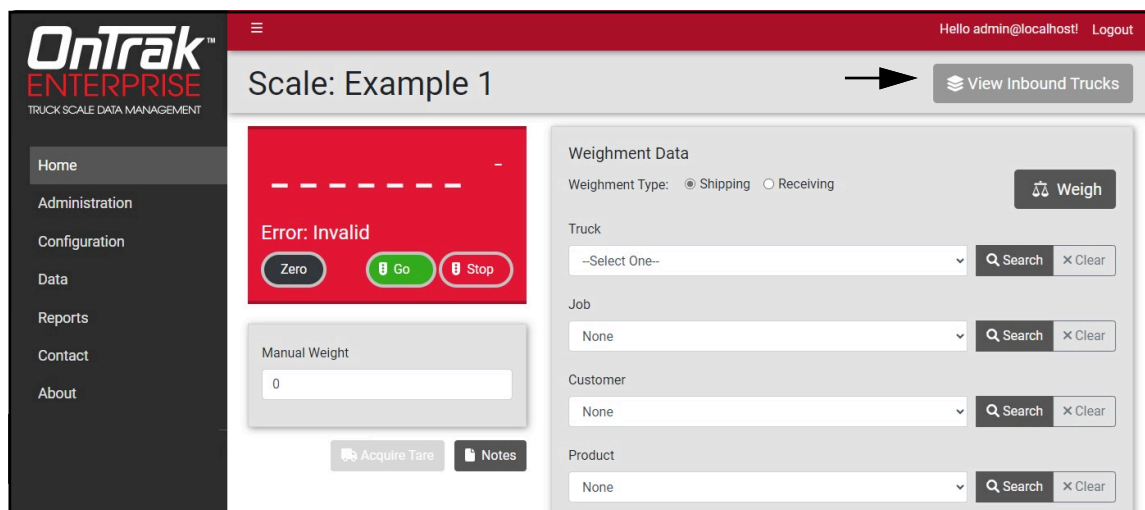 OnTrak™
ENTERPRISE
TRUCK SCALE DATA MANAGEMENT
Home
Administration
Configuration
Data
Reports
Contact
About
Hello admin@localhost! Logout
Scale: Example 1
View Inbound Trucks
- 
_ _ _ _ _ _ _
Error: Invalid
Zero Go Stop
Manual Weight
0
Acquire Tare Notes
Weighment Data
Weighment Type: Shipping Receiving
Weigh
Truck
--Select One-- Search × Clear
Job
None Search × Clear
Customer
None Search × Clear
Product
None Search × Clear